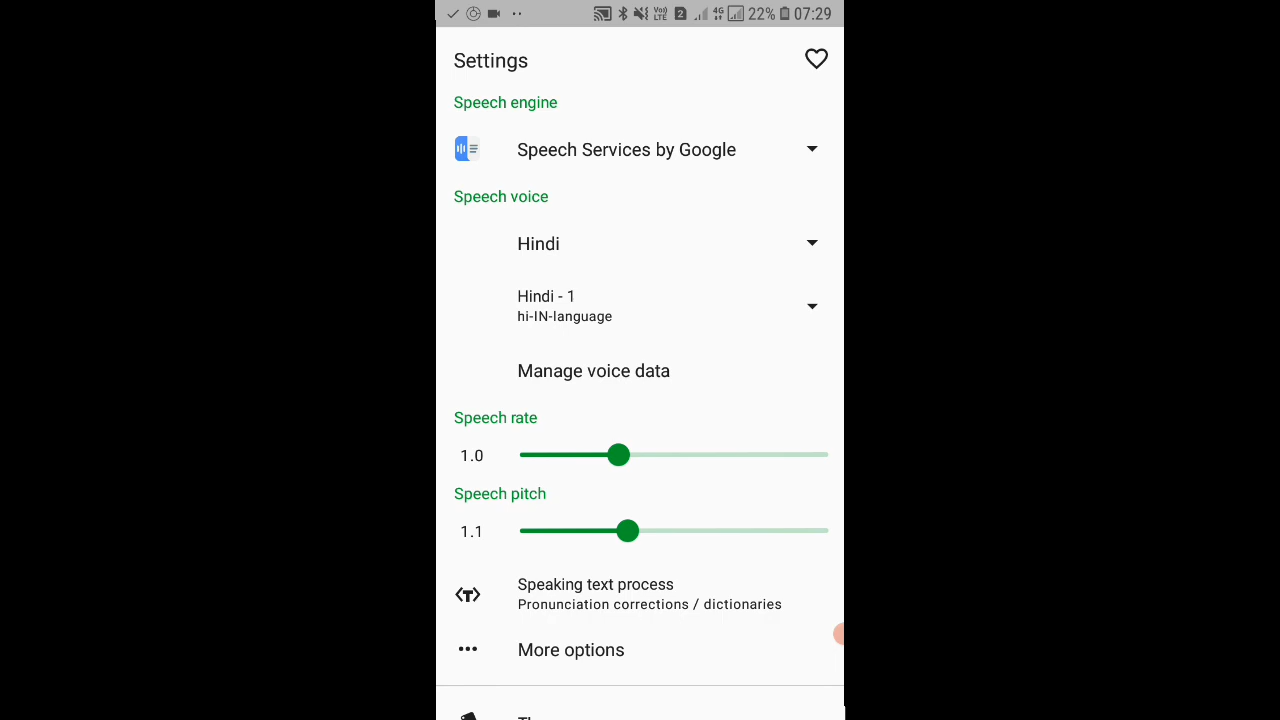 22% 07:29
Settings
Speech engine
Speech Services by Google
Speech voice
Hindi
Hindi - 1
hi-IN-language
Manage voice data
Speech rate
1.0
Speech pitch
1.1
Speaking text process
Pronunciation corrections / dictionaries
More options